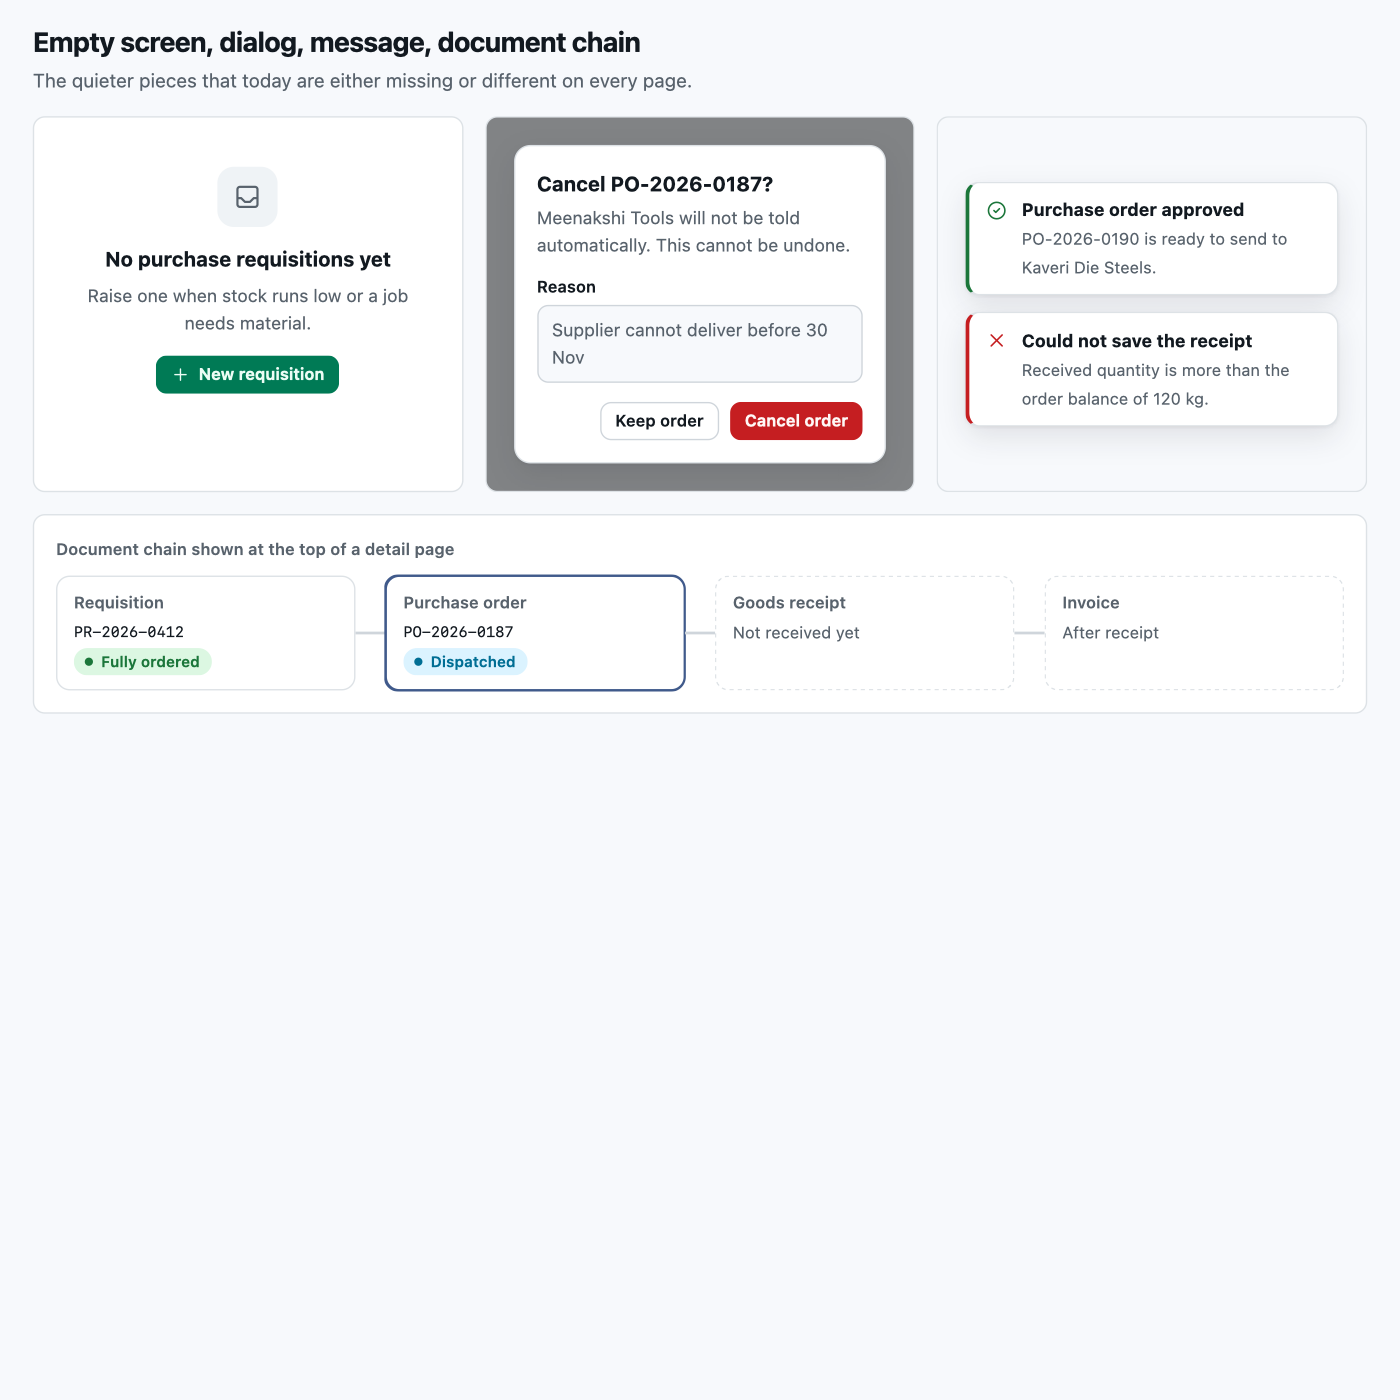 Empty screen, dialog, message, document chain
The quieter pieces that today are either missing or different on every page.
No purchase requisitions yet
Raise one when stock runs low or a job
needs material.
+ New requisition
Cancel PO-2026-0187?
Meenakshi Tools will not be told
automatically. This cannot be undone.
Reason
Supplier cannot deliver before 30
Nov
Keep order
Cancel order
Purchase order approved
PO-2026-0190 is ready to send to
Kaveri Die Steels.
Could not save the receipt
Received quantity is more than the
order balance of 120 kg.
Document chain shown at the top of a detail page
Requisition
PR-2026-0412
Fully ordered
Purchase order
PO-2026-0187
Dispatched
Goods receipt
Not received yet
Invoice
After receipt